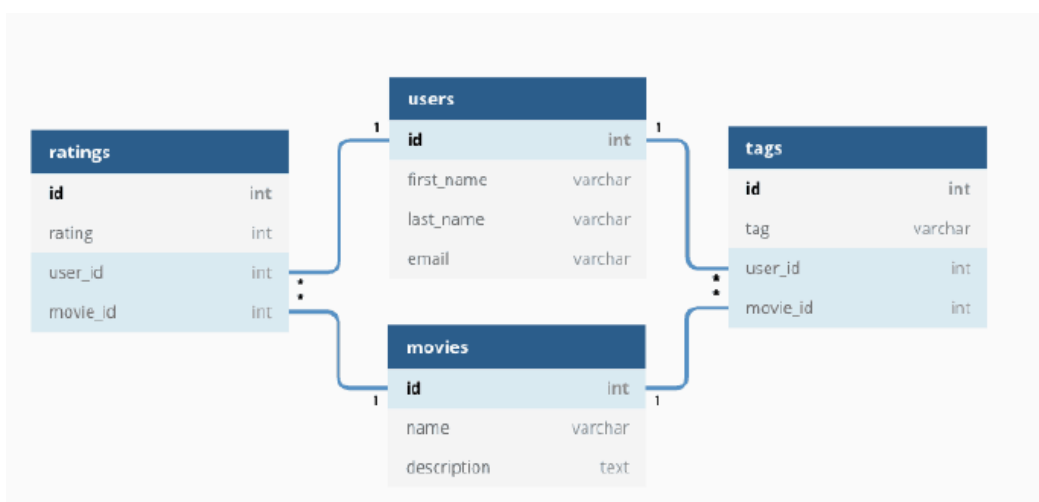 users
1
id int
1
first_name varchar
last_name varchar
email varchar
ratings
id int
rating int
user_id int
*
*
movie_id int
tags
id int
tag varchar
user_id int
*
*
movie_id int
movies
id int
1
1
name varchar
description text